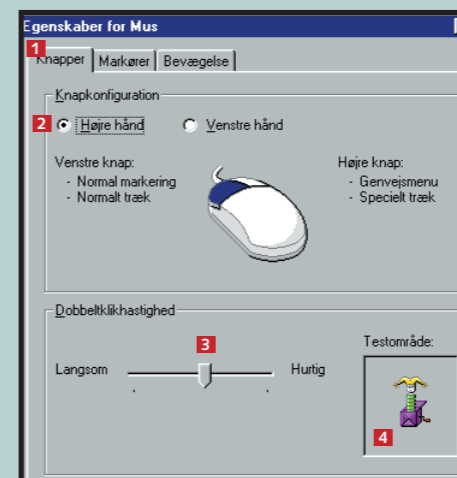 Egenskaber for Mus
1
Knapper Markører Bevægelse
Knapkonfiguration
2 Højre hånd Venstre hånd
Venstre knap: Højre knap:
- Normal markering - Genvejsmenu
- Normalt træk - Specielt træk
Dobbeltklikhastighed
3 Testområde:
Langsom Hurtig
4